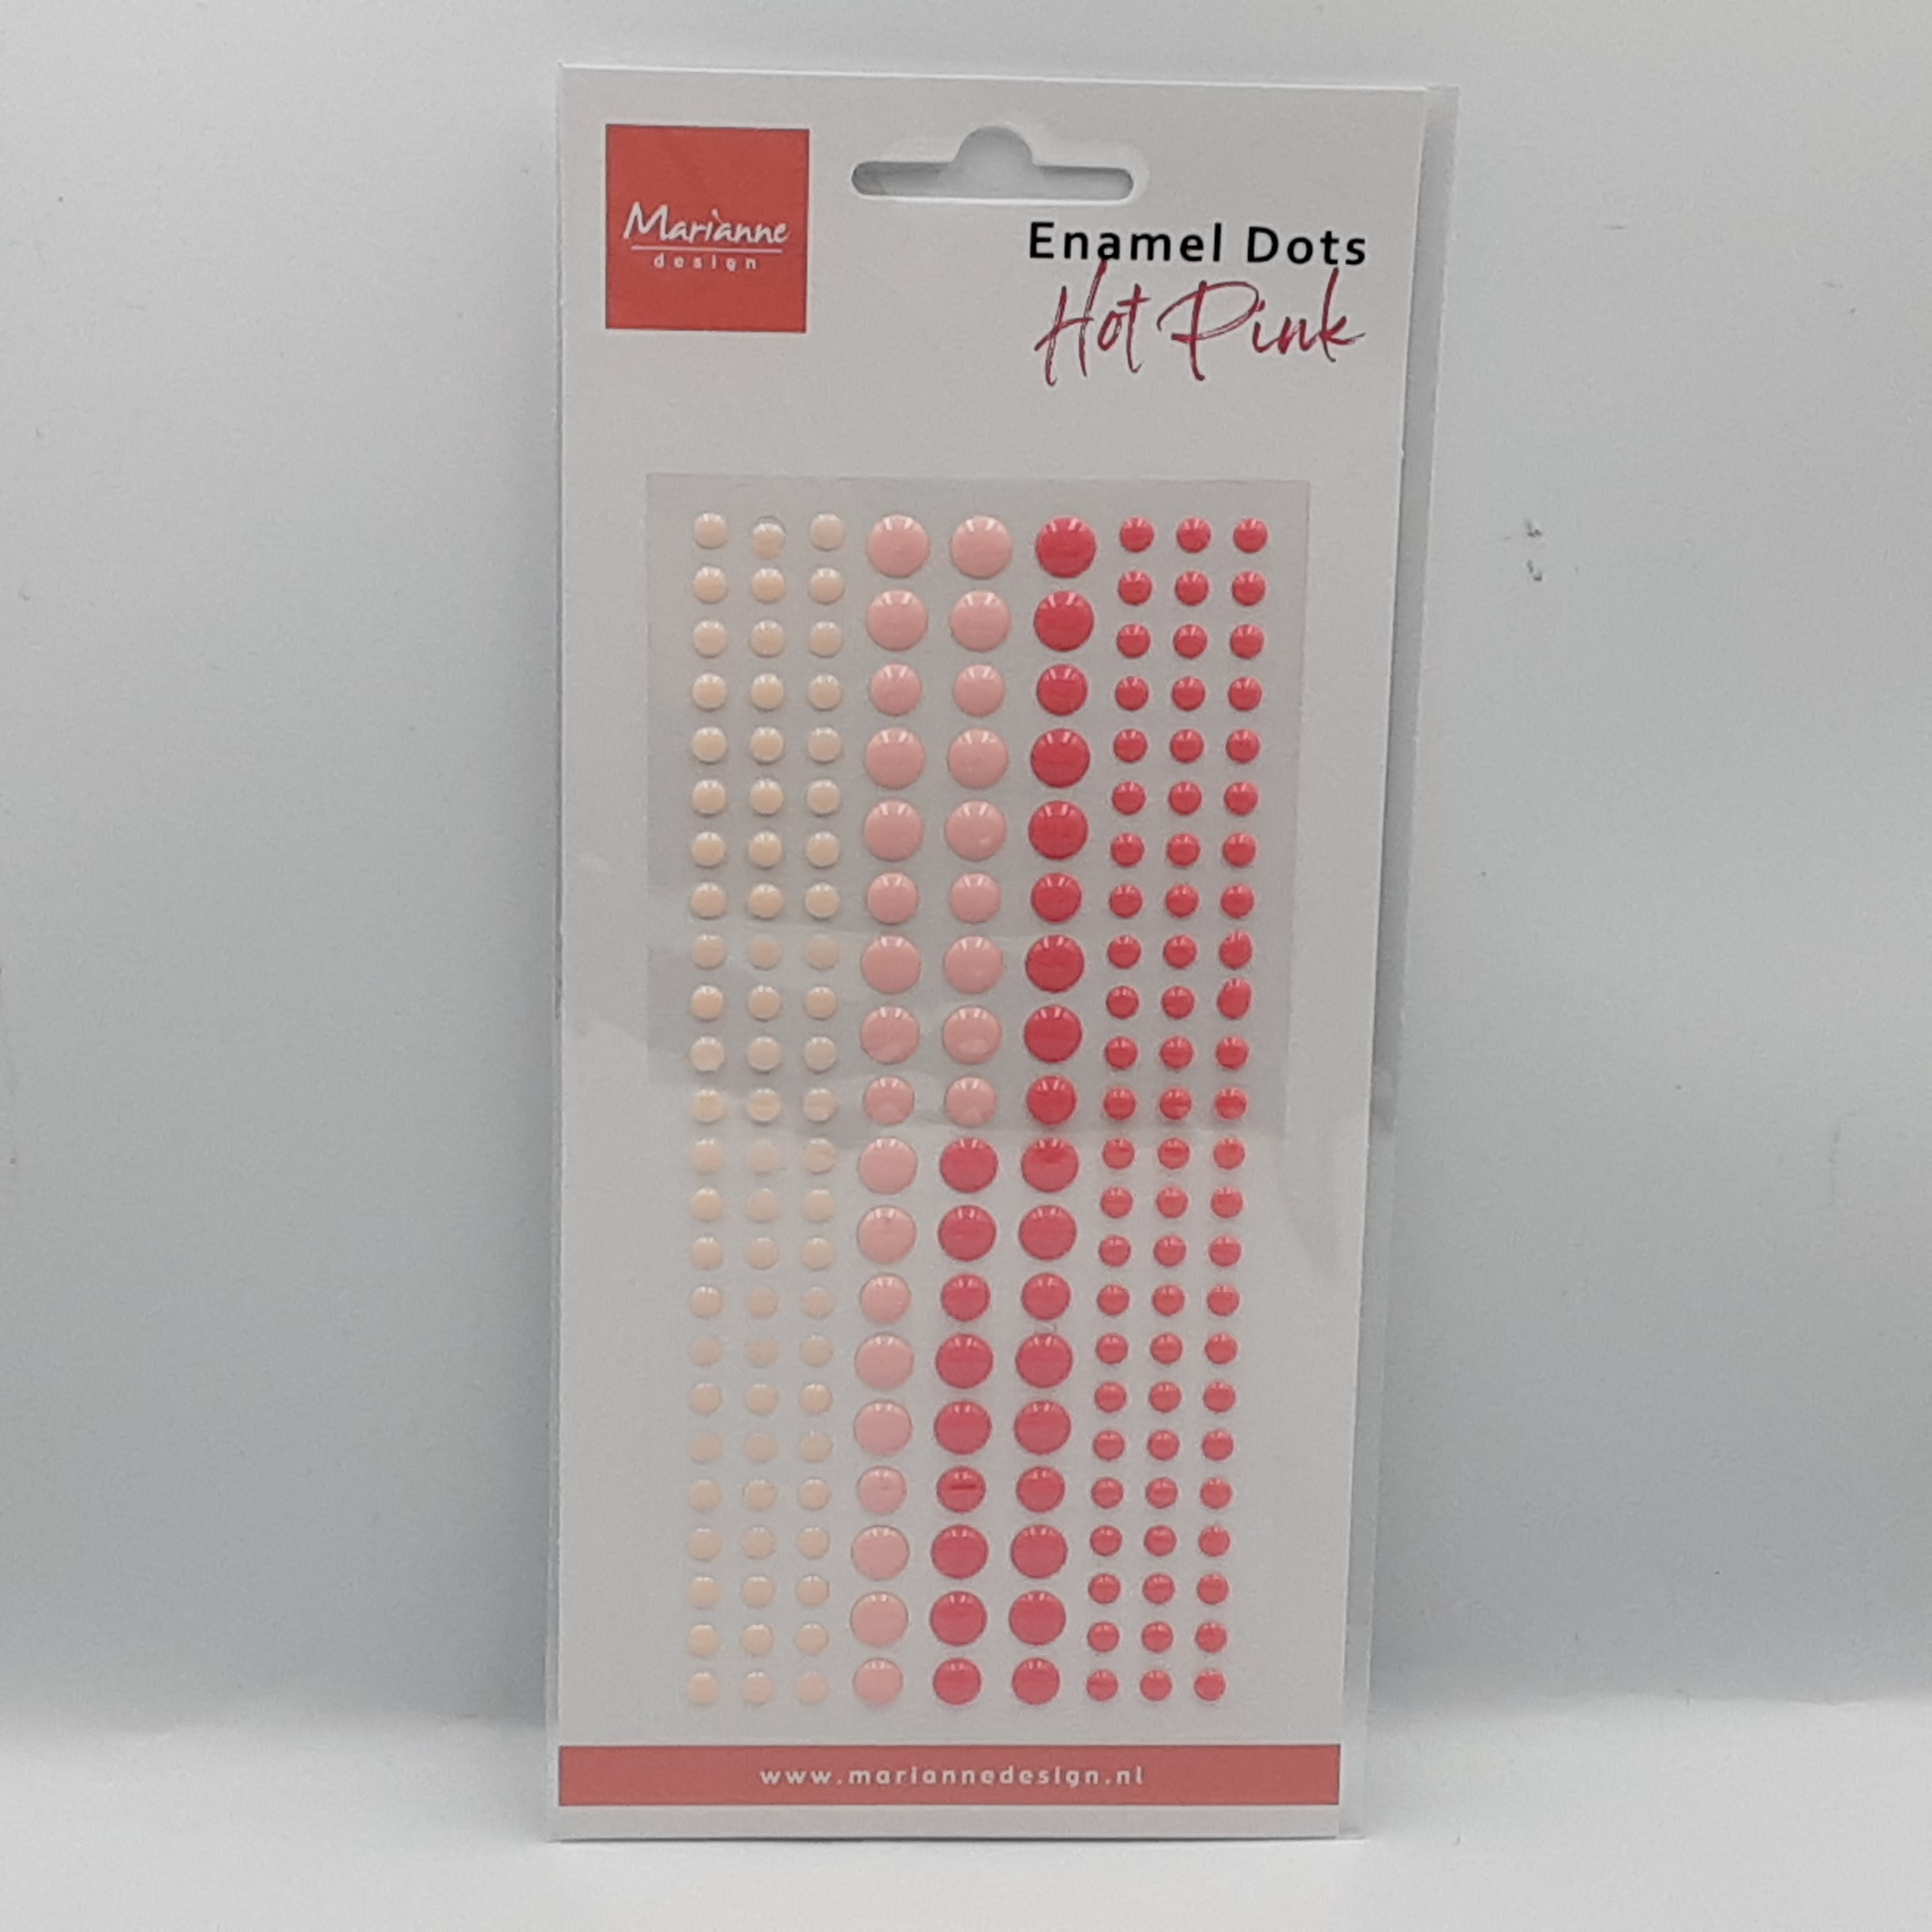 Marianne
design
Enamel Dots
Hot Pink
www.mariannedesign.nl